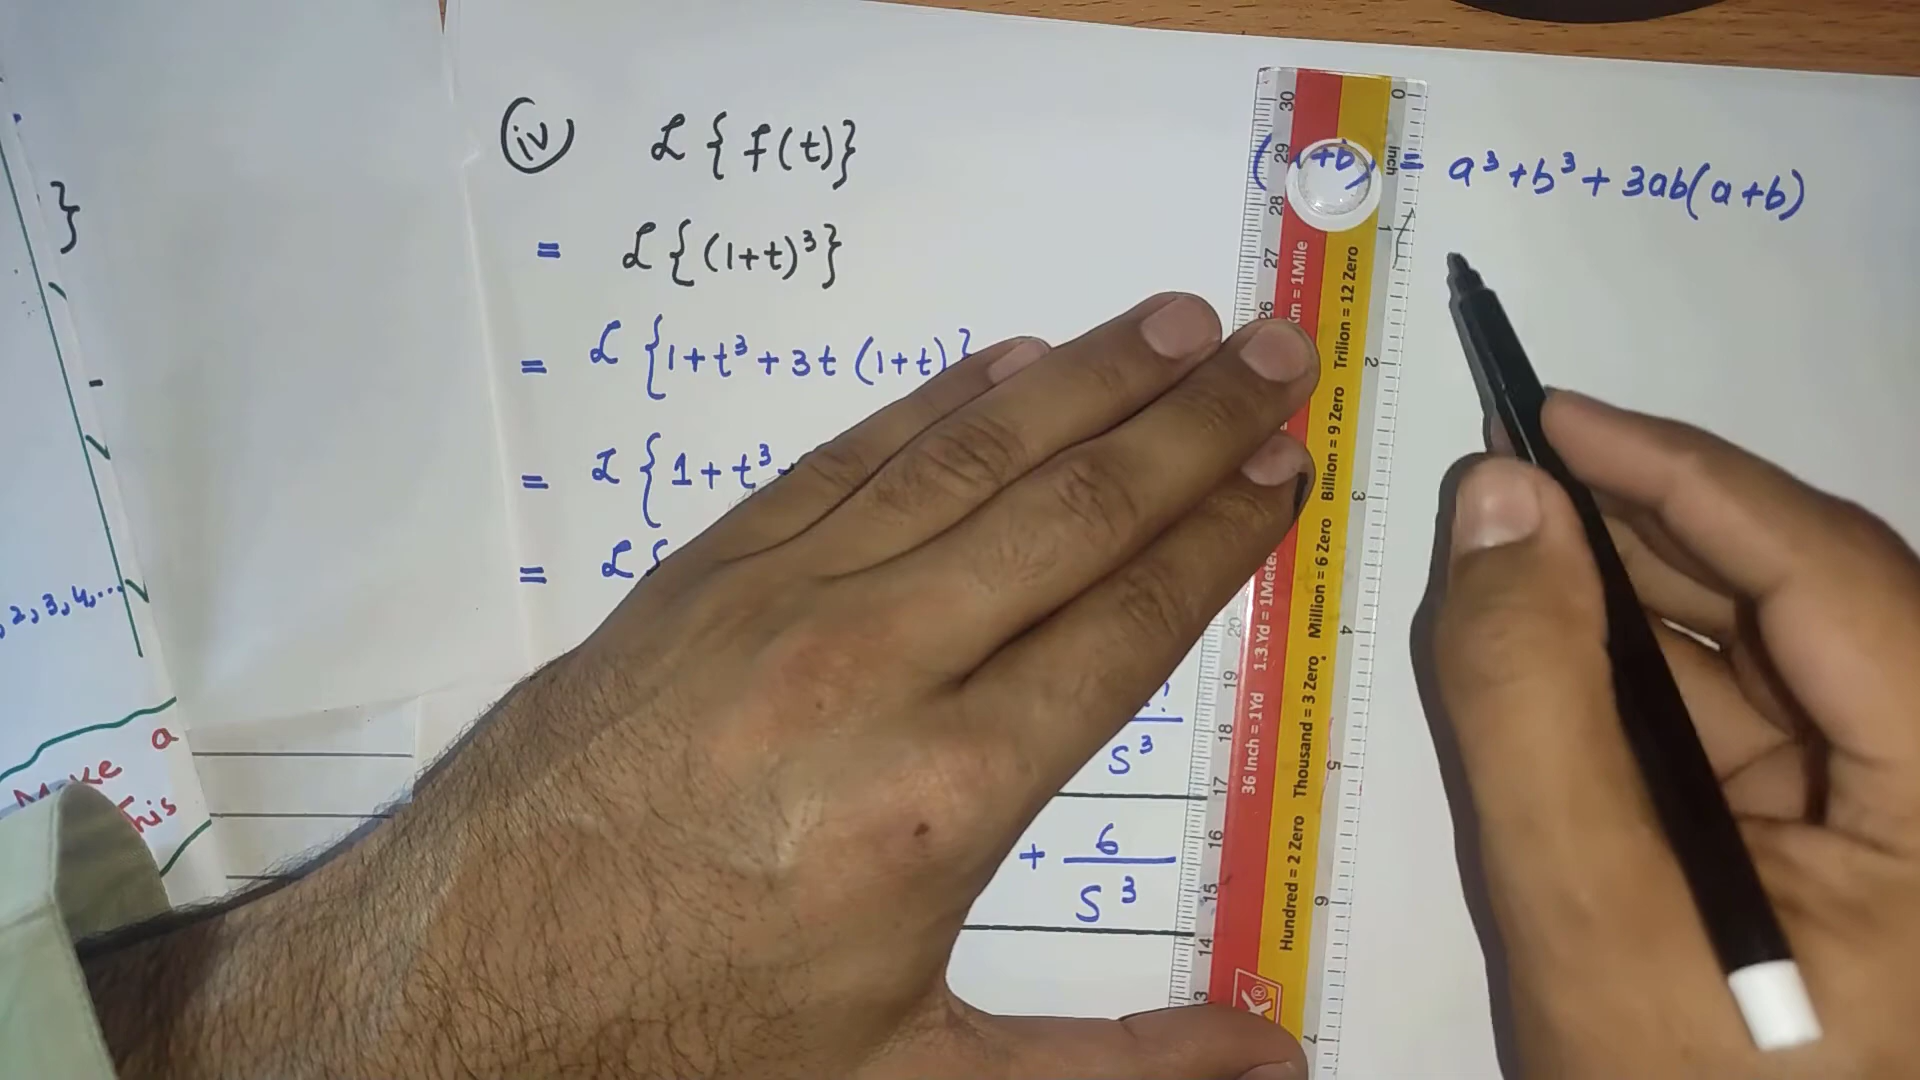 }
-
, 2, 3, 4, ...
a
This
(iv) ℒ{f(t)}
= ℒ{(1+t)³}
= ℒ{1+t³+3t(1+t)}
= ℒ{1+t³
= ℒ{
S³
+ 6/S³
+b) = a³+b³+3ab(a+b)
36 Inch = 1Yd 1.3.Yd = 1Meter Km = 1Mile
Hundred = 2 Zero Thousand = 3 Zero Million = 6 Zero Billion = 9 Zero Trilion = 12 Zero
30 29 28 27 26 20 19 18 17 16 15 14
0 Inch 1 2 3 4 5 6 7